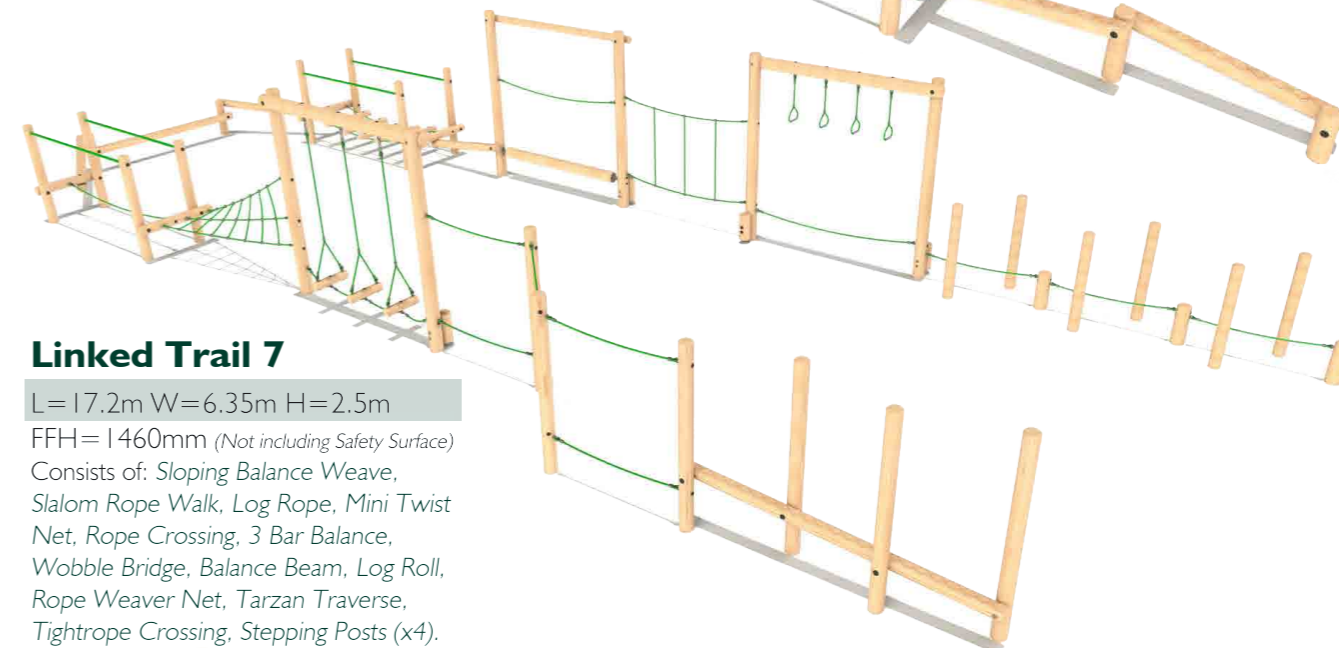 Linked Trail 7
L=17.2m W=6.35m H=2.5m
FFH=1460mm (Not including Safety Surface)
Consists of: Sloping Balance Weave,
Slalom Rope Walk, Log Rope, Mini Twist
Net, Rope Crossing, 3 Bar Balance,
Wobble Bridge, Balance Beam, Log Roll,
Rope Weaver Net, Tarzan Traverse,
Tightrope Crossing, Stepping Posts (x4).